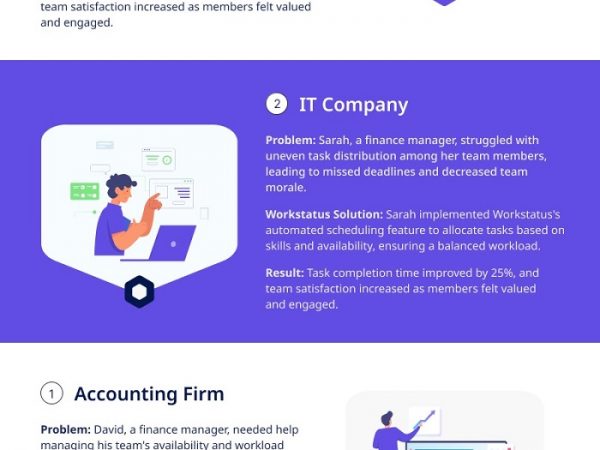 team satisfaction increased as members felt valued
and engaged.
2 IT Company
Problem: Sarah, a finance manager, struggled with
uneven task distribution among her team members,
leading to missed deadlines and decreased team
morale.
Workstatus Solution: Sarah implemented Workstatus's
automated scheduling feature to allocate tasks based on
skills and availability, ensuring a balanced workload.
Result: Task completion time improved by 25%, and
team satisfaction increased as members felt valued
and engaged.
1 Accounting Firm
Problem: David, a finance manager, needed help
managing his team's availability and workload